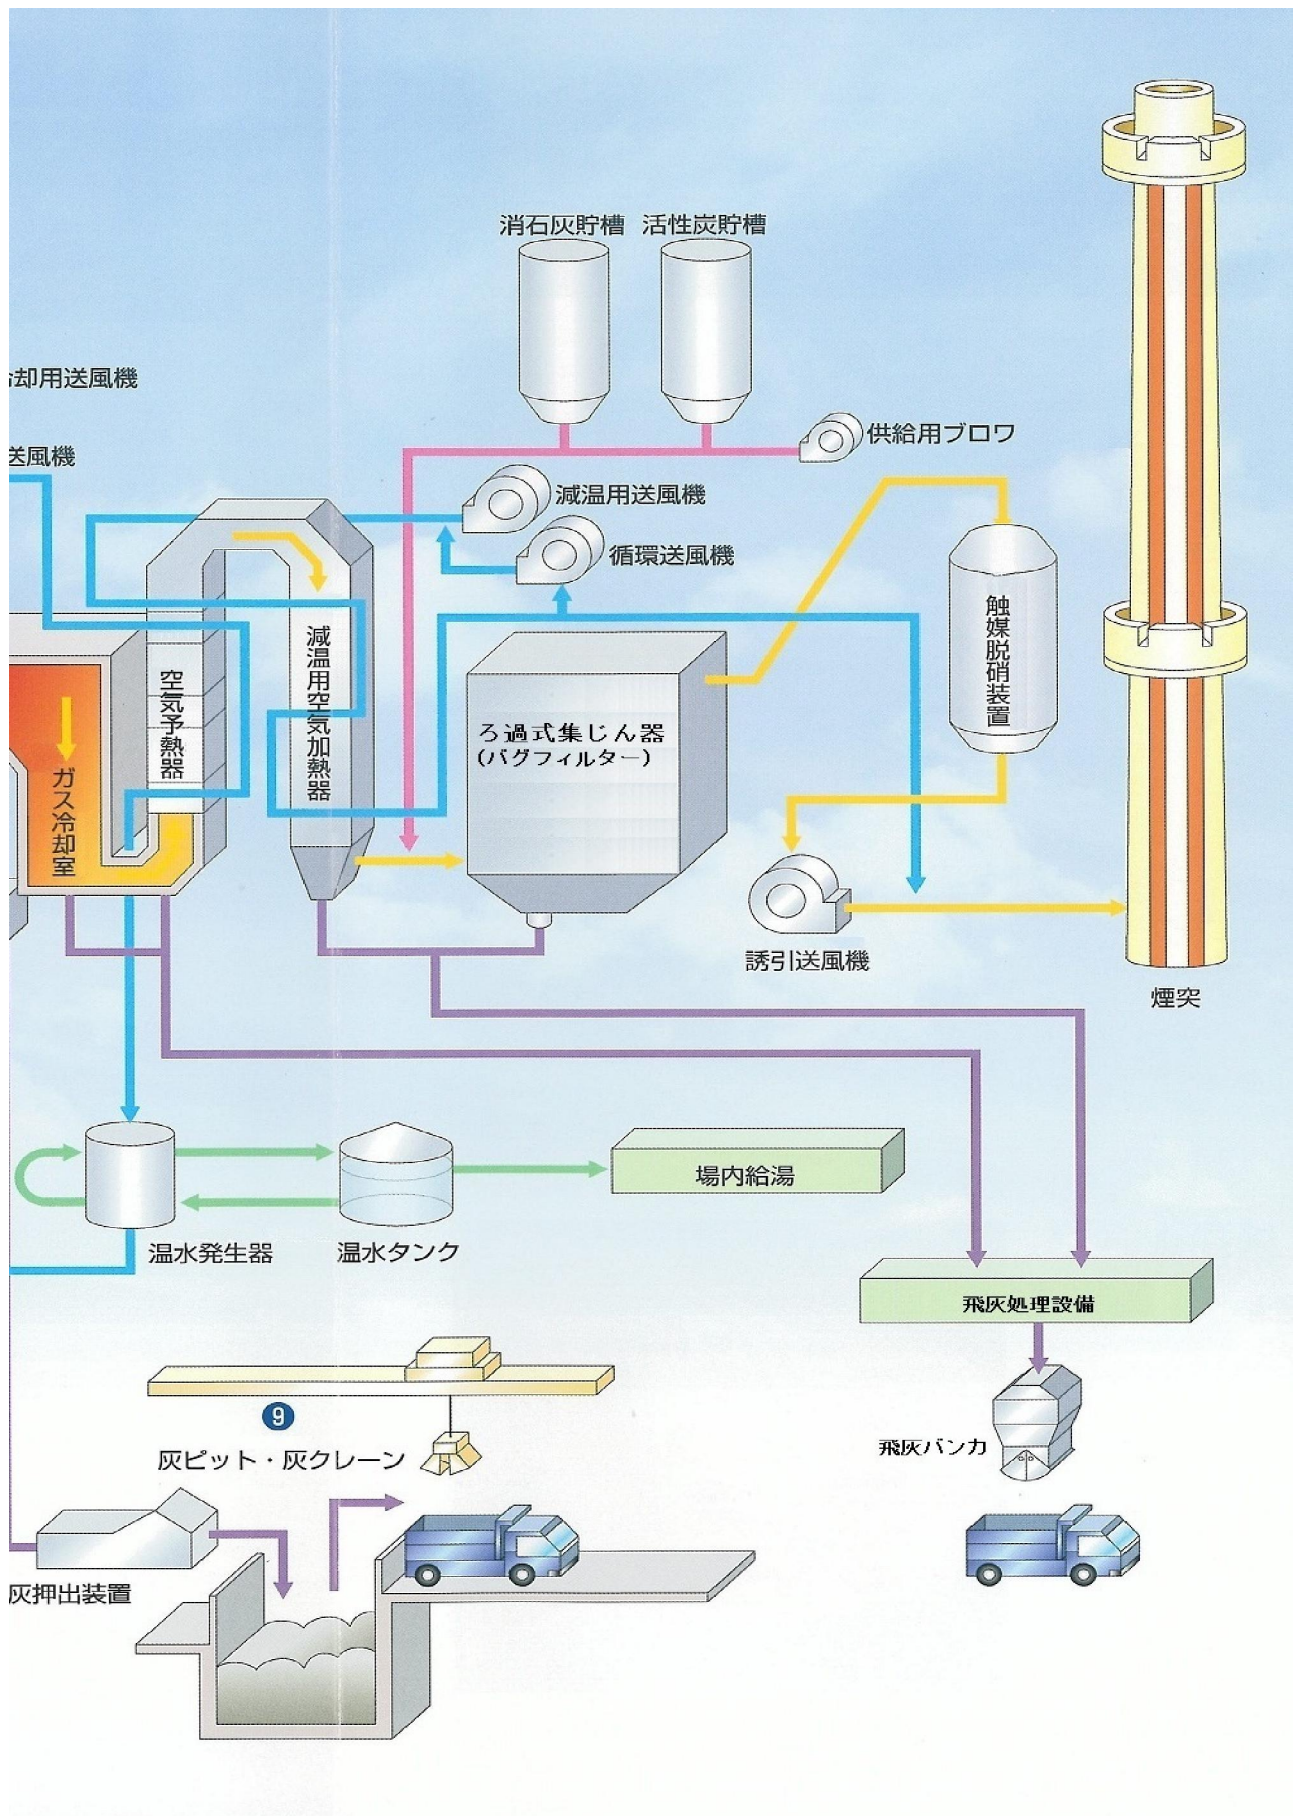 消石灰貯槽
活性炭貯槽
却用送風機
送風機
供給用ブロワ
減温用送風機
循環送風機
触媒脱硝装置
減温用空気加熱器
空気予熱器
ガス冷却室
ろ過式集じん器
(バグフィルター)
誘引送風機
煙突
場内給湯
温水発生器
温水タンク
飛灰処理設備
9
灰ピット・灰クレーン
飛灰バンカ
灰押出装置